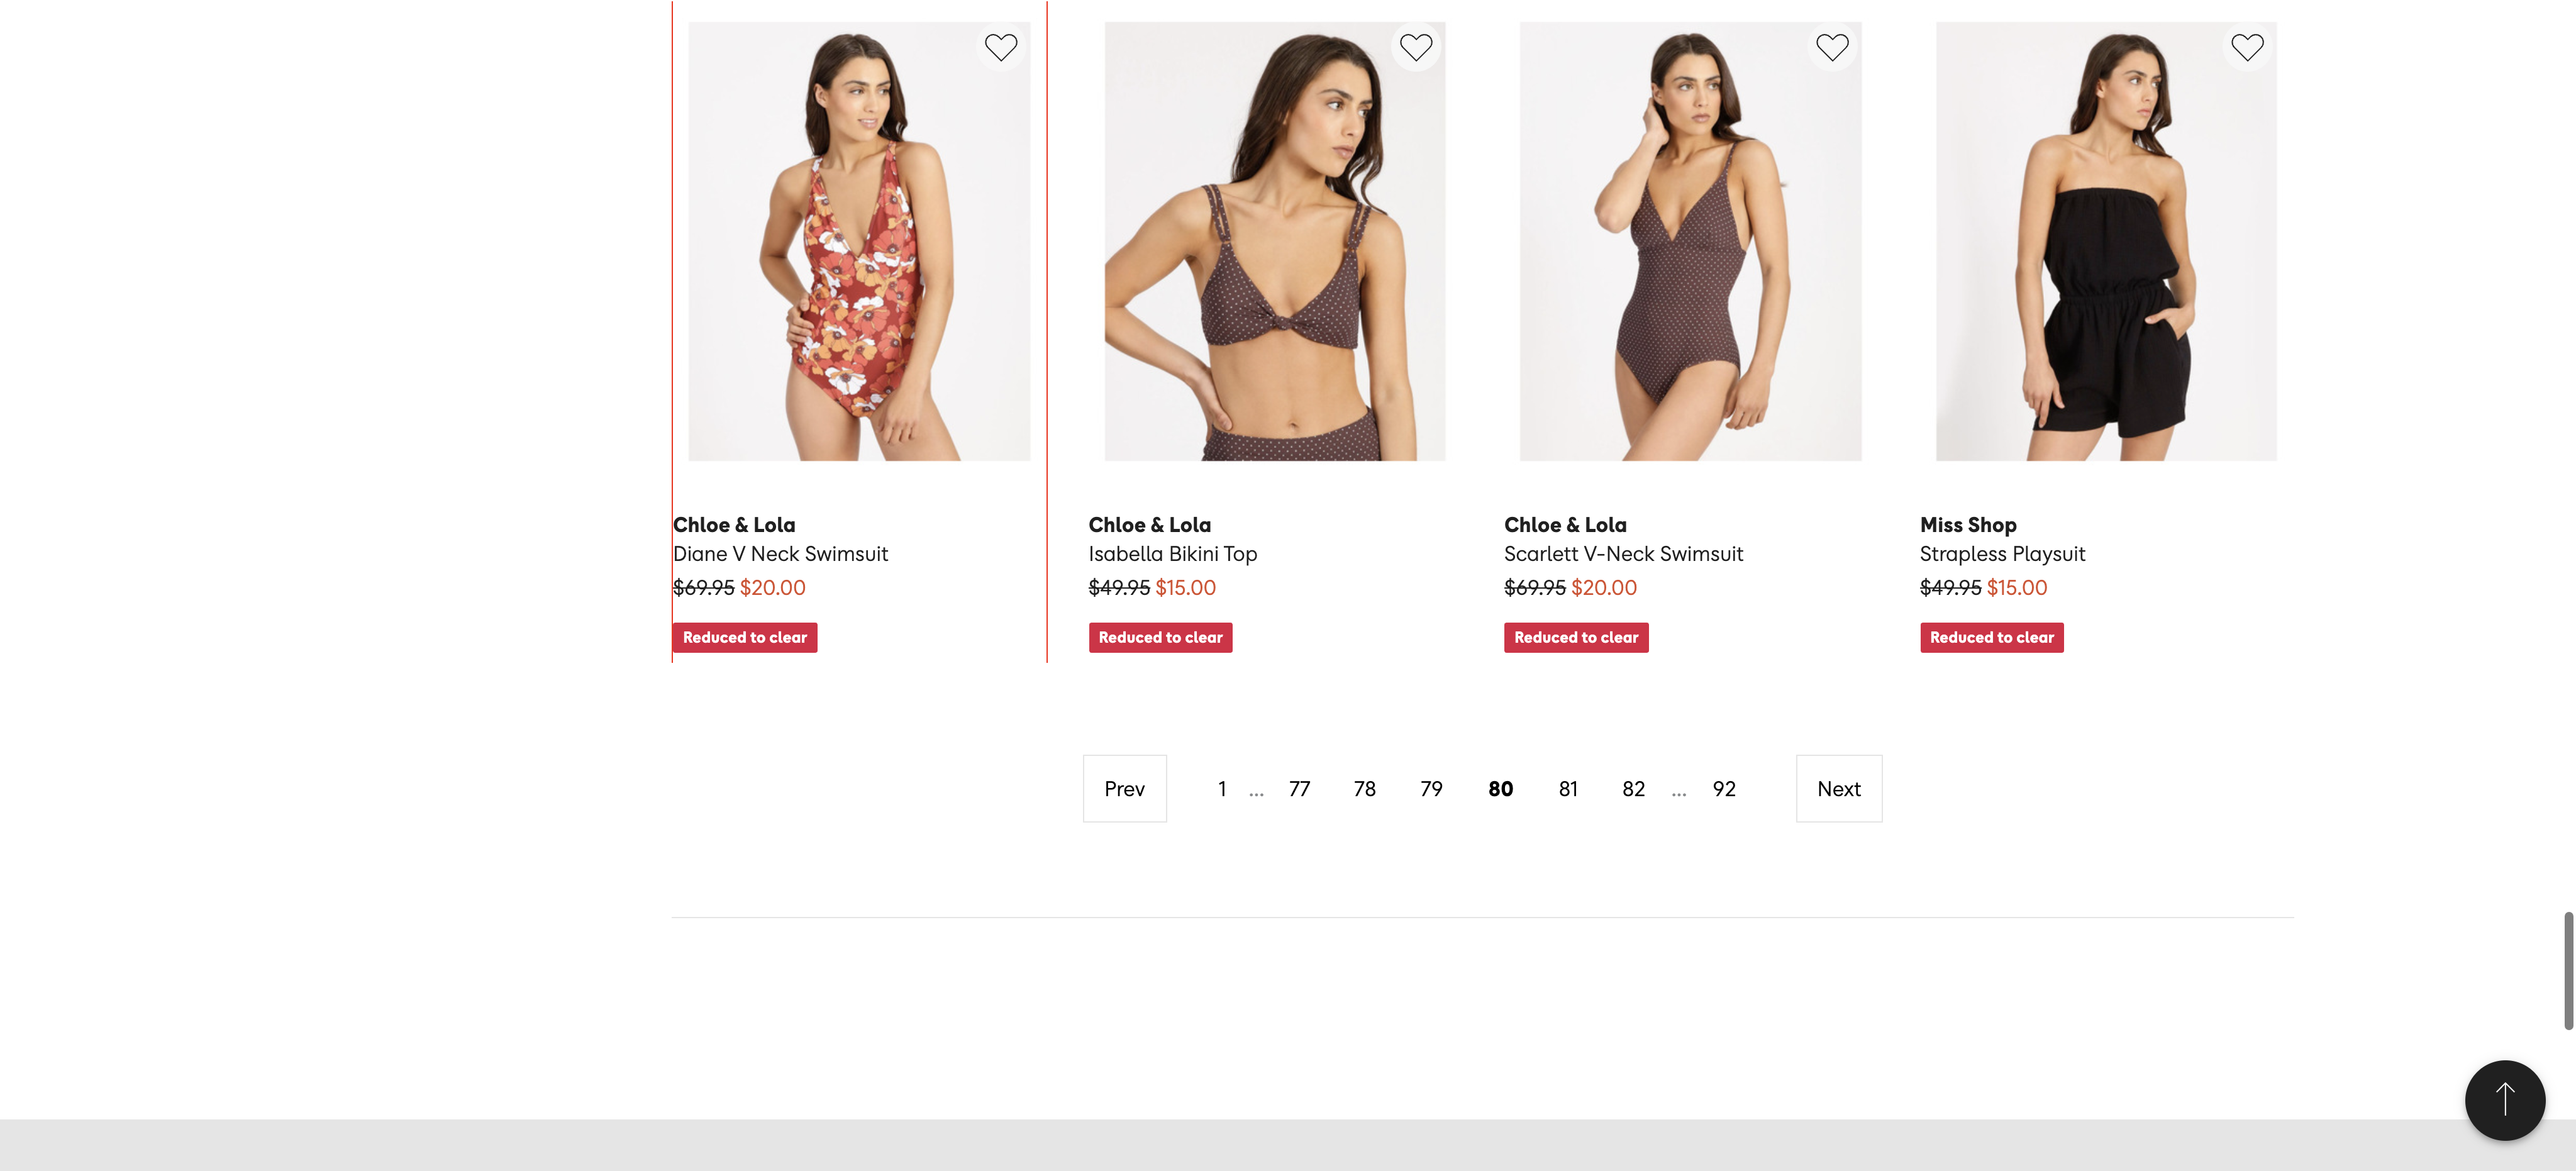 Chloe & Lola
Diane V Neck Swimsuit
$69.95 $20.00
Reduced to clear
Chloe & Lola
Isabella Bikini Top
$49.95 $15.00
Reduced to clear
Chloe & Lola
Scarlett V-Neck Swimsuit
$69.95 $20.00
Reduced to clear
Miss Shop
Strapless Playsuit
$49.95 $15.00
Reduced to clear
Prev 1 ... 77 78 79 80 81 82 ... 92 Next